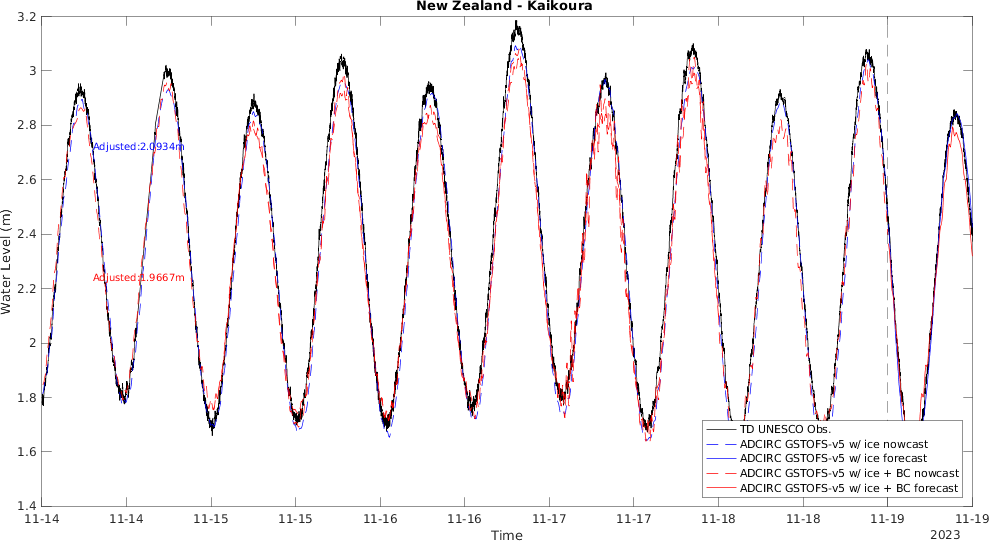 New Zealand - Kaikoura
3.2
3
2.8
2.6
2.4
2.2
2
1.8
1.6
1.4
Water Level (m)
Adjusted:2.0934m
Adjusted:1.9667m
TD UNESCO Obs.
ADCIRC GSTOFS-v5 w/ ice nowcast
ADCIRC GSTOFS-v5 w/ ice forecast
ADCIRC GSTOFS-v5 w/ ice + BC nowcast
ADCIRC GSTOFS-v5 w/ ice + BC forecast
11-14 11-14 11-15 11-15 11-16 11-16 11-17 11-17 11-18 11-18 11-19 11-19
Time
2023